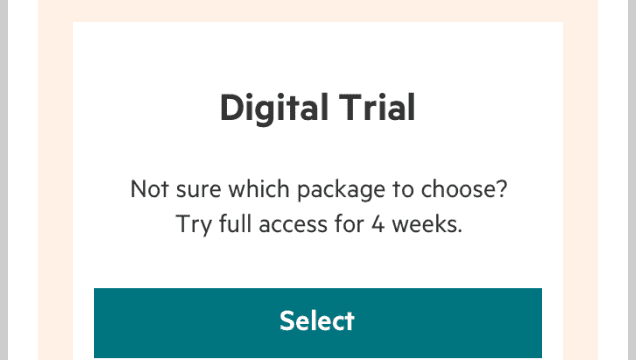 Digital Trial
Not sure which package to choose?
Try full access for 4 weeks.
Select